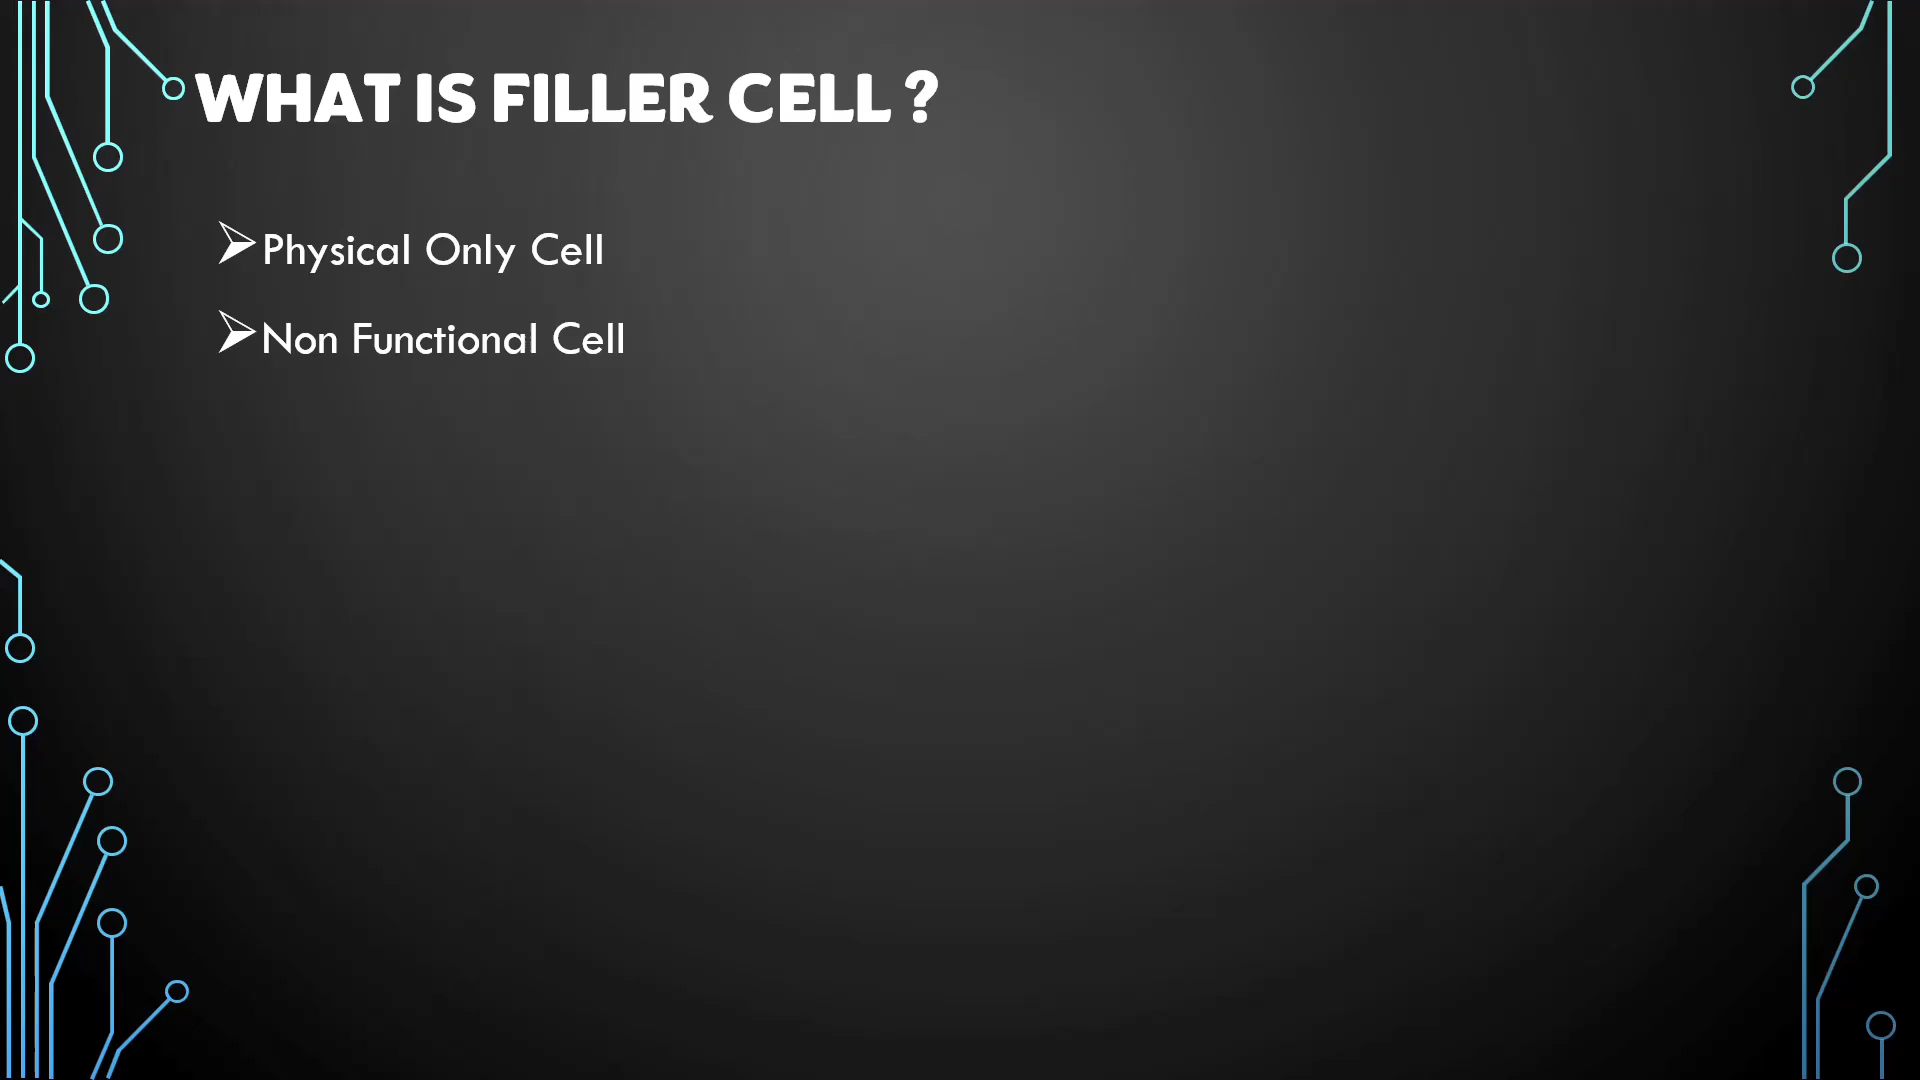 WHAT IS FILLER CELL ?
➢Physical Only Cell
➢Non Functional Cell